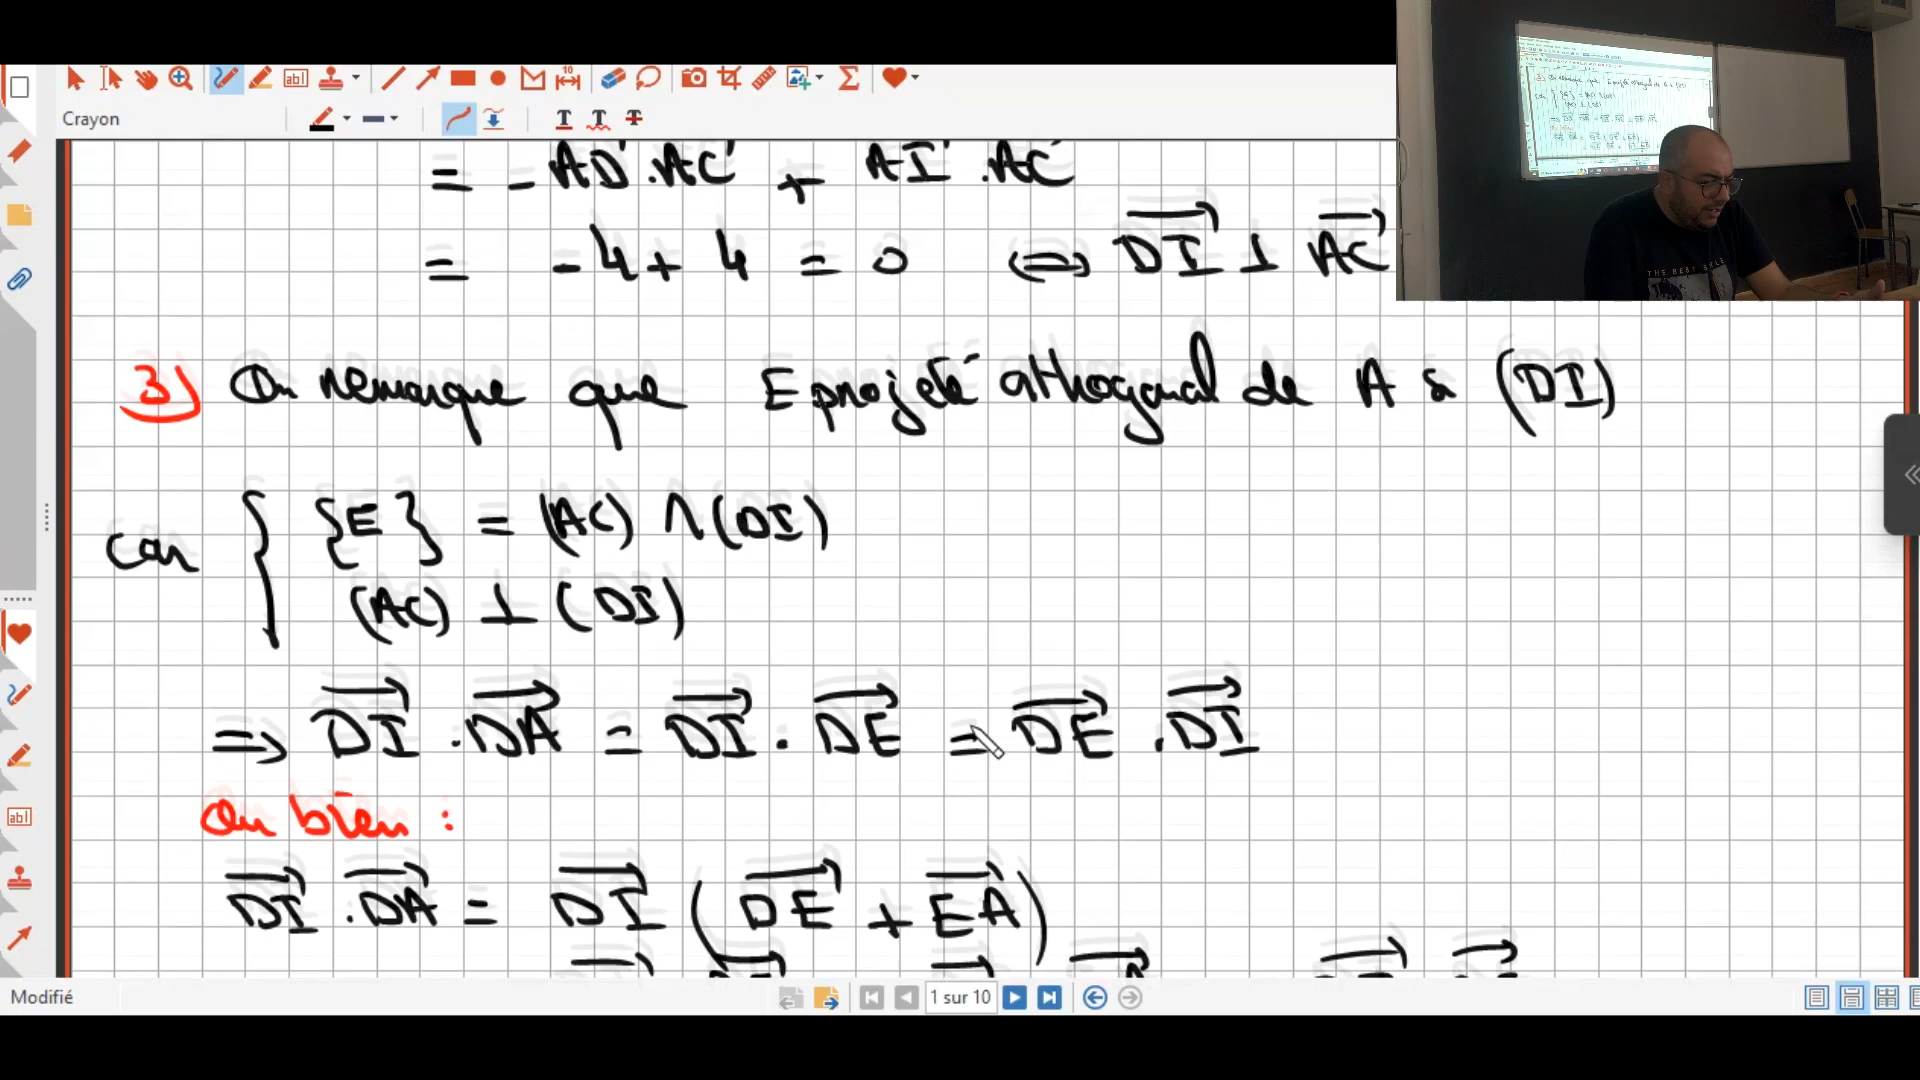 Crayon
= - AD . AC + AI . AC
= -4 + 4 = 0 ⟺ DI ⊥ AC
3) On remarque que E projeté orthogonal de A à (DI)
car { {E} = (AC) ∩ (DI)
(AC) ⊥ (DI)
⇒ DI . DA = DI . DE = DE . DI
ou bien :
DI . DA = DI ( DE + EA )
Modifié
1 sur 10